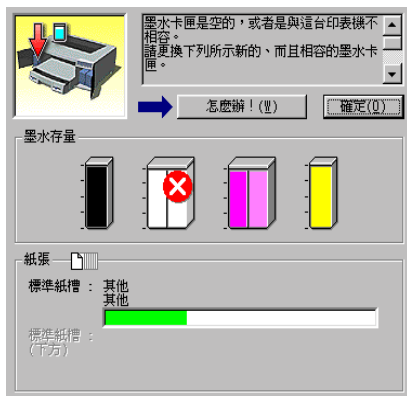 墨水卡匣是空的，或者是與這台印表機不
相容。
請更換下列所示新的、而且相容的墨水卡
匣。
怎麼辦！(W)
確定(O)
墨水存量
紙張
標準紙槽： 其他
其他
標準紙槽：
(下方)